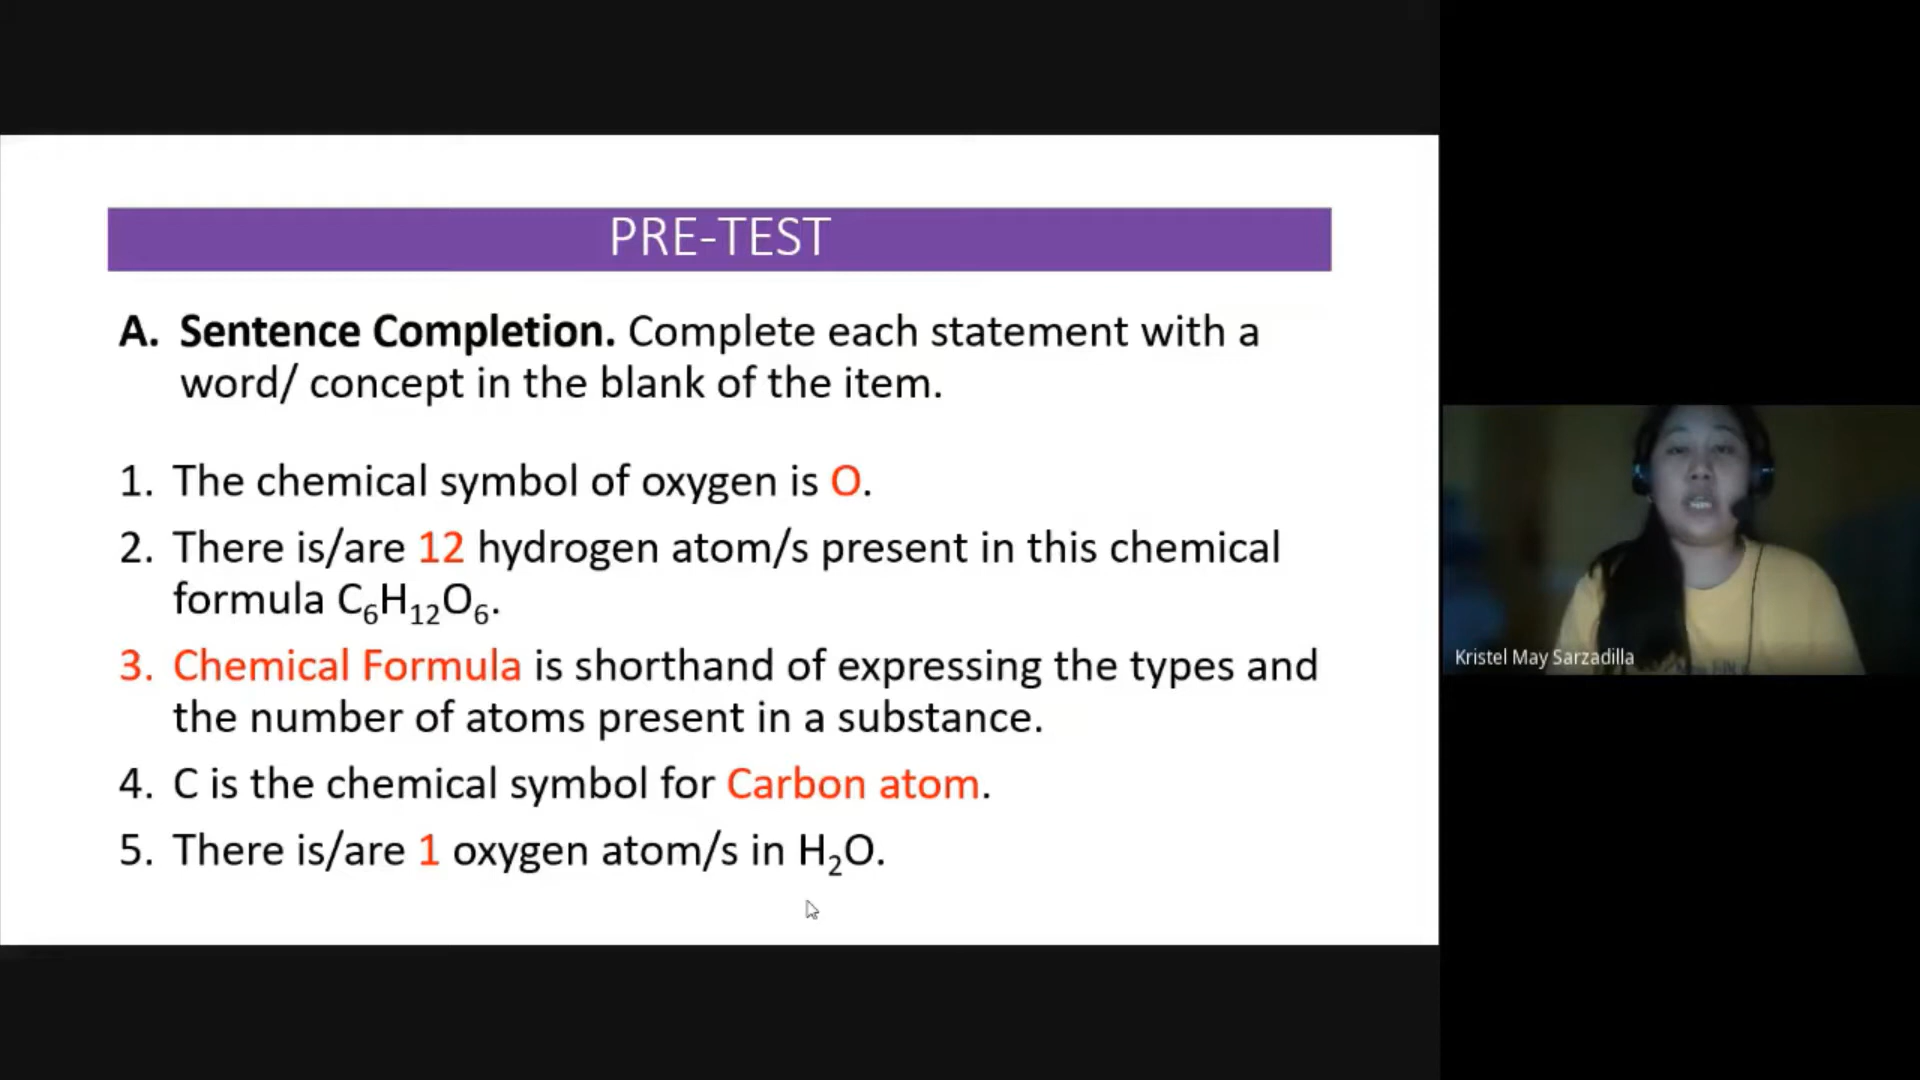 PRE-TEST
A. Sentence Completion. Complete each statement with a
word/ concept in the blank of the item.
1. The chemical symbol of oxygen is O.
2. There is/are 12 hydrogen atom/s present in this chemical
formula C₆H₁₂O₆.
3. Chemical Formula is shorthand of expressing the types and
the number of atoms present in a substance.
4. C is the chemical symbol for Carbon atom.
5. There is/are 1 oxygen atom/s in H₂O.
Kristel May Sarzadilla